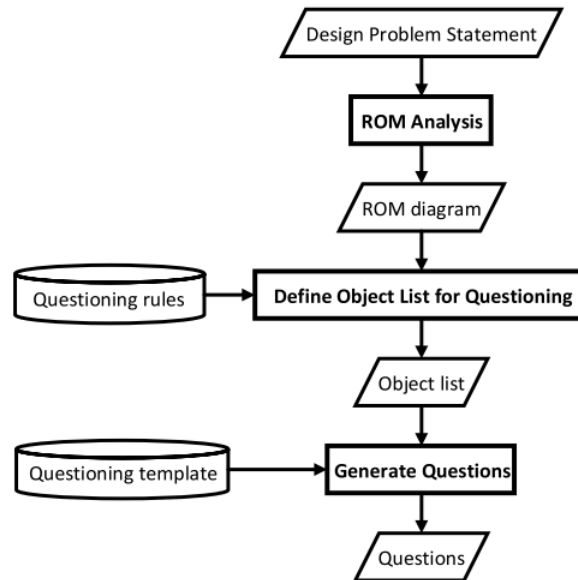 Design Problem Statement
ROM Analysis
ROM diagram
Questioning rules
Define Object List for Questioning
Object list
Questioning template
Generate Questions
Questions